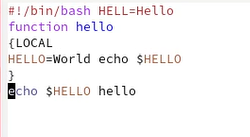 #!/bin/bash HELL=Hello
function hello
{LOCAL
HELLO=World echo $HELLO
}
echo $HELLO hello